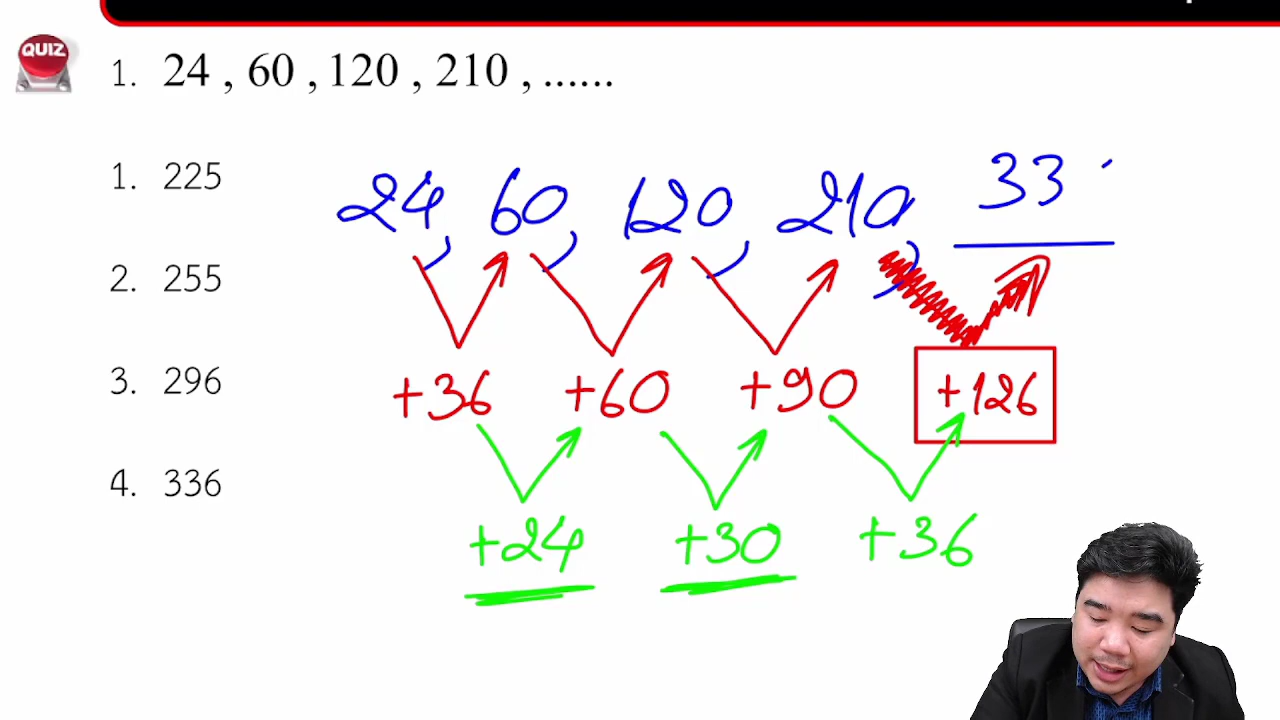 QUIZ
1. 24 , 60 , 120 , 210 , ......
1. 225
2. 255
3. 296
4. 336
24, 60, 120, 210, 33
+36 +60 +90 +126
+24 +30 +36